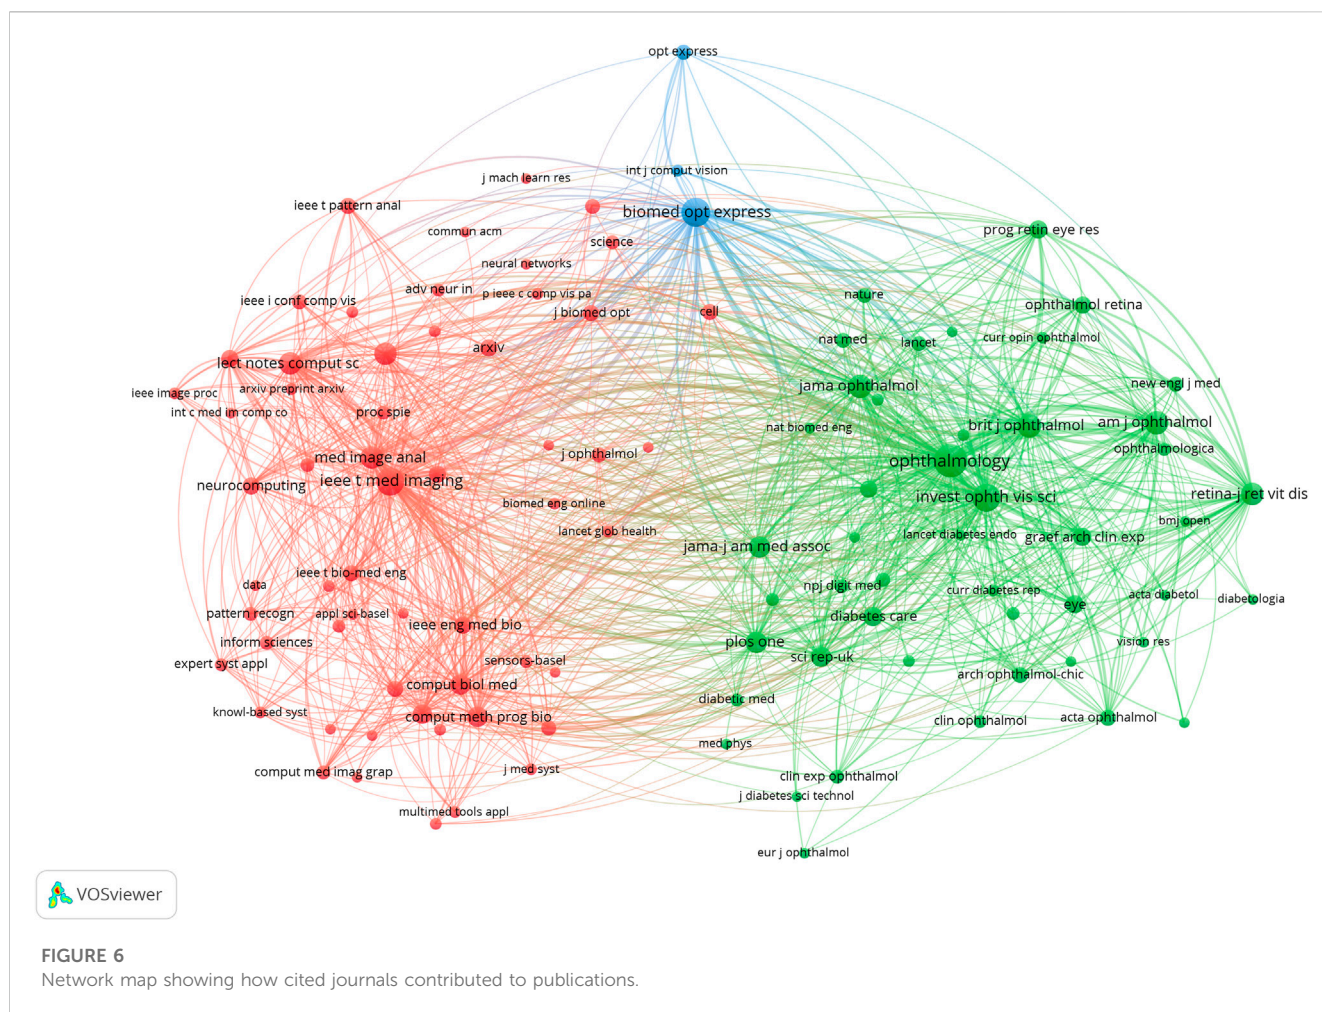 opt express
int j comput vision
j mach learn res
biomed opt express
ieee t pattern anal
commun acm
science
prog retin eye res
neural networks
adv neur in
p ieee c comp vis pa
nature
ieee i conf comp vis
j biomed opt
cell
ophthalmol retina
arxiv
nat med
lancet
curr opin ophthalmol
lect notes comput sc
ieee image proc
arxiv preprint arxiv
jama ophthalmol
new engl j med
int c med im comp co
proc spie
nat biomed eng
brit j ophthalmol
am j ophthalmol
ophthalmologica
med image anal
j ophthalmol
ophthalmology
ieee t med imaging
neurocomputing
invest ophth vis sci
retina-j ret vit dis
biomed eng online
bmj open
lancet glob health
lancet diabetes endo
graef arch clin exp
jama-j am med assoc
ieee t bio-med eng
data
npj digit med
curr diabetes rep
acta diabetol
diabetologia
pattern recogn
appl sci-basel
ieee eng med bio
diabetes care
eye
inform sciences
plos one
vision res
expert syst appl
sensors-basel
sci rep-uk
comput biol med
arch ophthalmol-chic
diabetic med
knowl-based syst
comput meth prog bio
clin ophthalmol
acta ophthalmol
med phys
comput med imag grap
j med syst
clin exp ophthalmol
j diabetes sci technol
multimed tools appl
eur j ophthalmol
VOSviewer
FIGURE 6
Network map showing how cited journals contributed to publications.